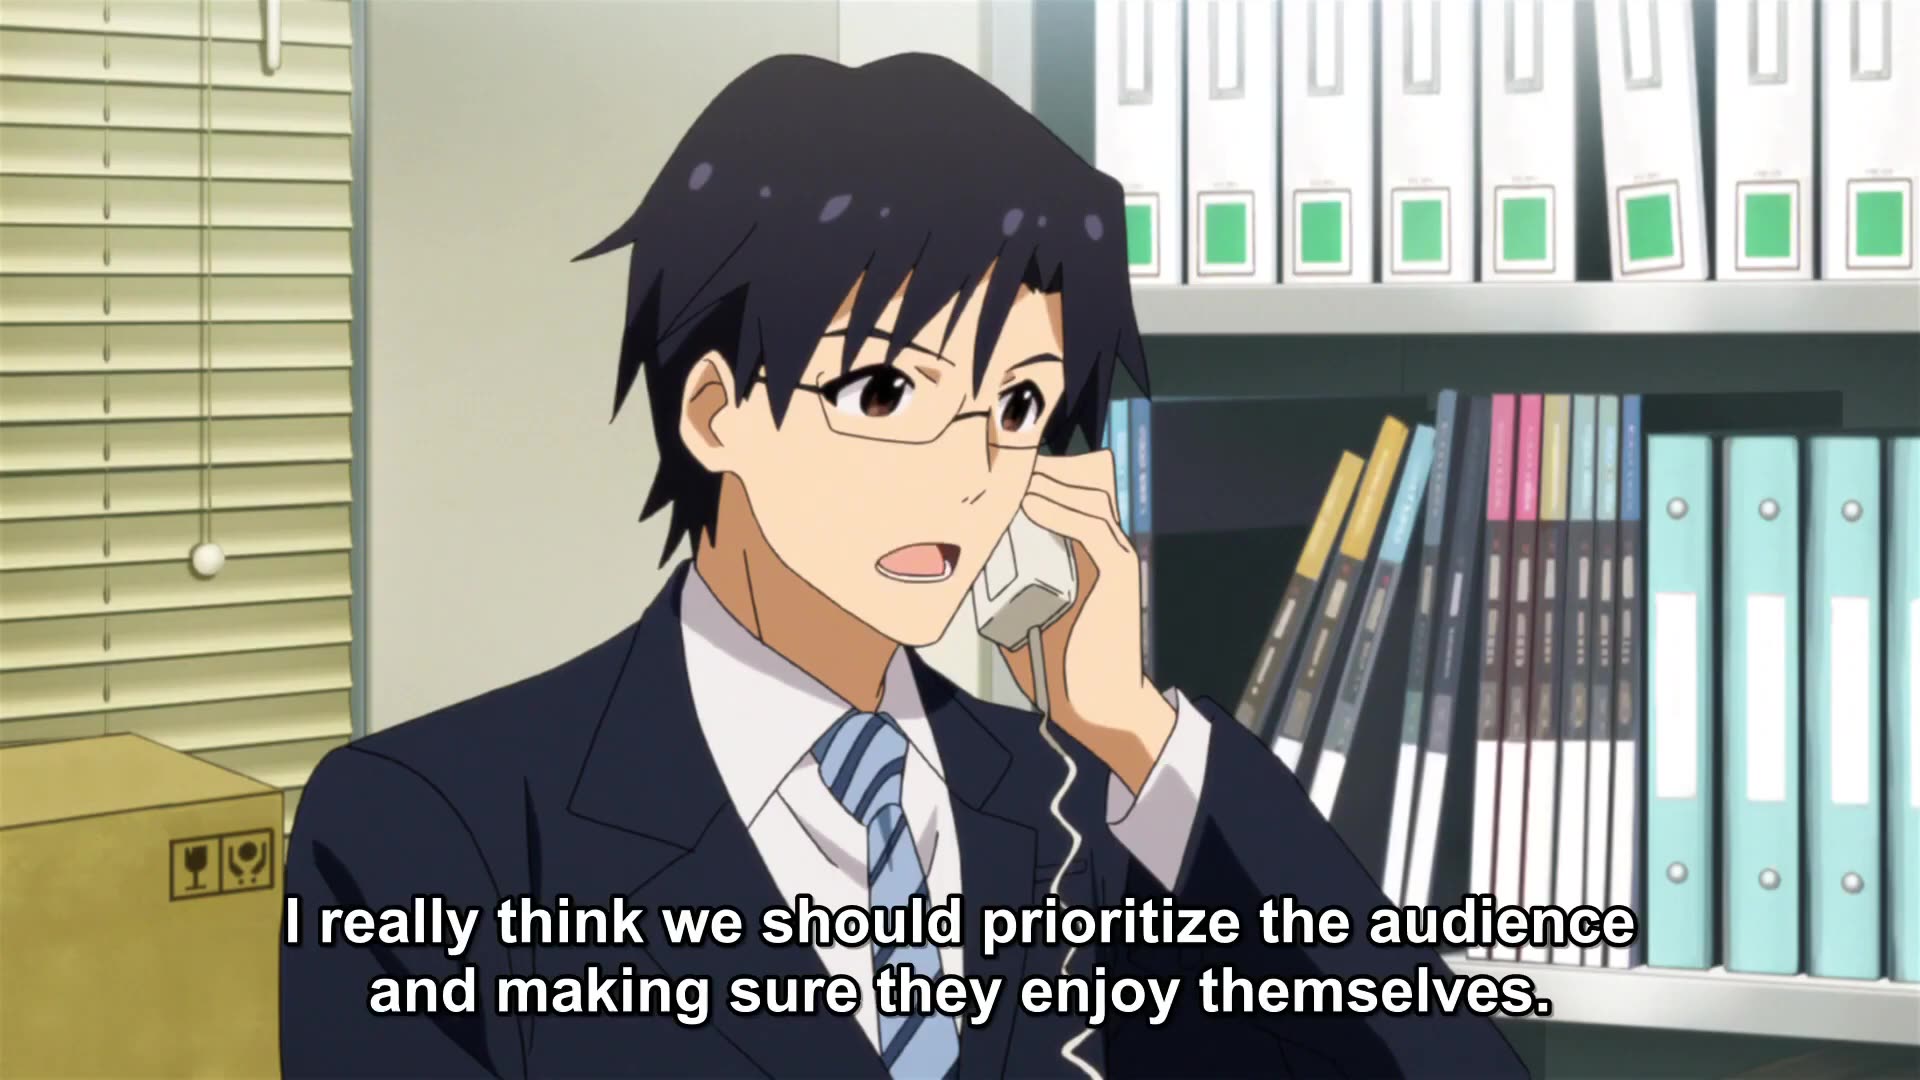 I really think we should prioritize the audience
and making sure they enjoy themselves.